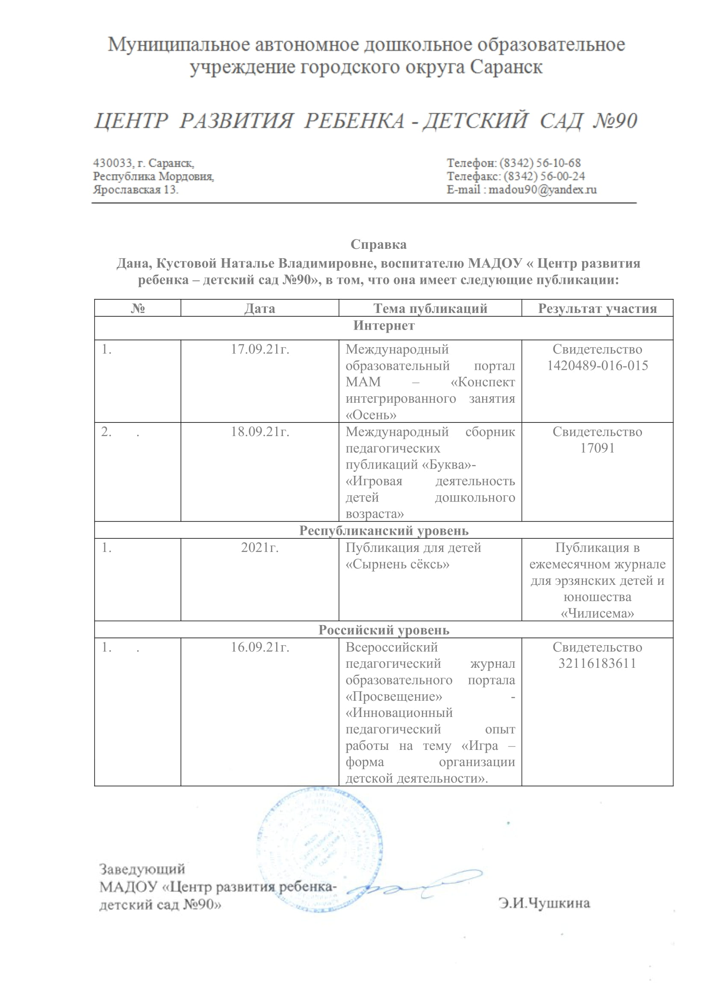 Муниципальное автономное дошкольное образовательное
учреждение городского округа Саранск
ЦЕНТР РАЗВИТИЯ РЕБЕНКА - ДЕТСКИЙ САД №90
430033, г. Саранск,
Республика Мордовия,
Ярославская 13.
Телефон: (8342) 56-10-68
Телефакс: (8342) 56-00-24
E-mail : madou90@yandex.ru
Справка
Дана, Кустовой Наталье Владимировне, воспитателю МАДОУ « Центр развития
ребенка – детский сад №90», в том, что она имеет следующие публикации:
№ Дата Тема публикаций Результат участия
Интернет
1. 17.09.21г.
Международный
образовательный портал
МАМ – «Конспект
интегрированного занятия
«Осень»
Свидетельство
1420489-016-015
2. . 18.09.21г.
Международный сборник
педагогических
публикаций «Буква»-
«Игровая деятельность
детей дошкольного
возраста»
Свидетельство
17091
Республиканский уровень
1. 2021г.
Публикация для детей
«Сырнень сёксь»
Публикация в
ежемесячном журнале
для эрзянских детей и
юношества
«Чилисема»
Российский уровень
1. . 16.09.21г.
Всероссийский
педагогический журнал
образовательного портала
«Просвещение» -
«Инновационный
педагогический опыт
работы на тему «Игра –
форма организации
детской деятельности».
Свидетельство
32116183611
Заведующий
МАДОУ «Центр развития ребенка-
детский сад №90»
Э.И.Чушкина